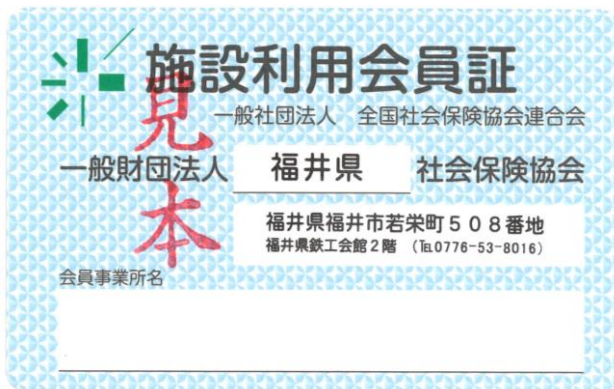 施設利用会員証
一般社団法人 全国社会保険協会連合会
一般財団法人 福井県 社会保険協会
福井県福井市若栄町508番地
福井県鉄工会館2階 (℡0776-53-8016)
会員事業所名
見本